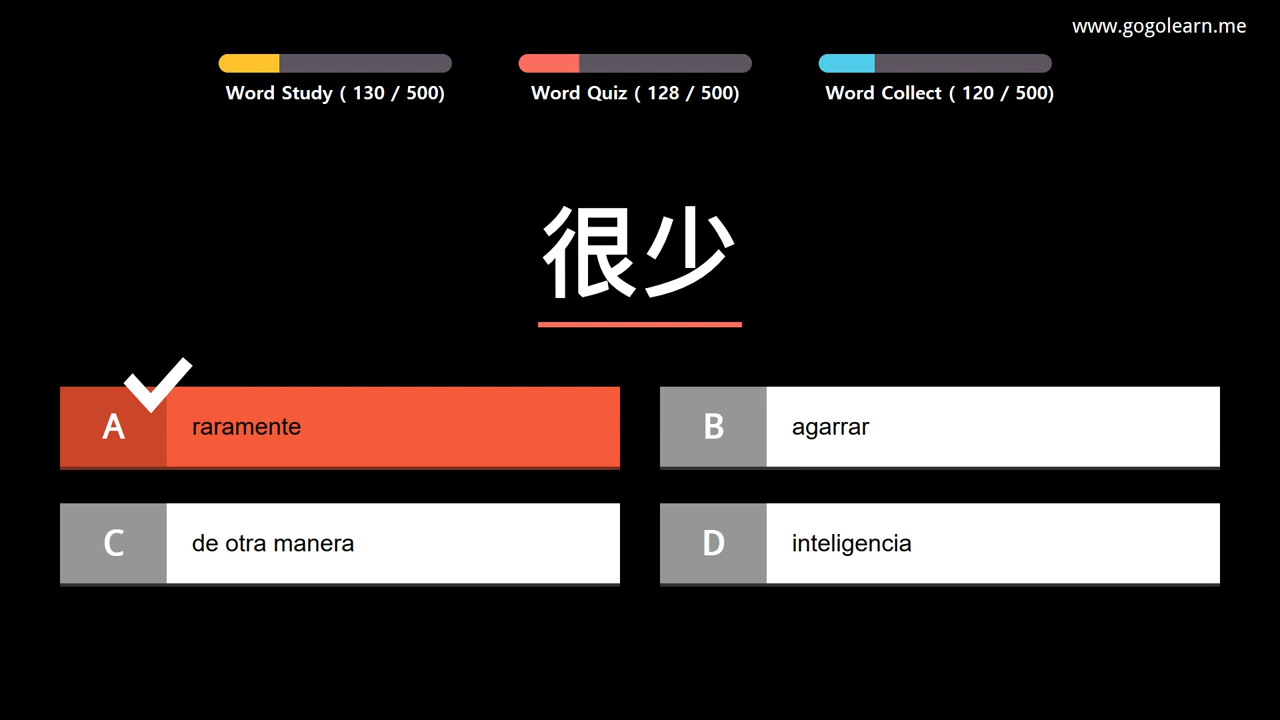 www.gogolearn.me
Word Study ( 130 / 500)
Word Quiz ( 128 / 500)
Word Collect ( 120 / 500)
很少
A raramente
B agarrar
C de otra manera
D inteligencia